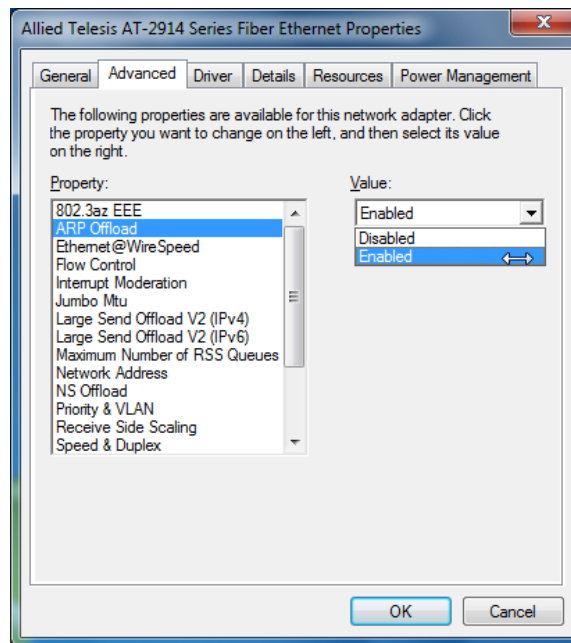 Allied Telesis AT-2914 Series Fiber Ethernet Properties
General Advanced Driver Details Resources Power Management
The following properties are available for this network adapter. Click
the property you want to change on the left, and then select its value
on the right.
Property:
802.3az EEE
ARP Offload
Ethernet@WireSpeed
Flow Control
Interrupt Moderation
Jumbo Mtu
Large Send Offload V2 (IPv4)
Large Send Offload V2 (IPv6)
Maximum Number of RSS Queues
Network Address
NS Offload
Priority & VLAN
Receive Side Scaling
Speed & Duplex
Value:
Enabled
Disabled
Enabled
OK Cancel